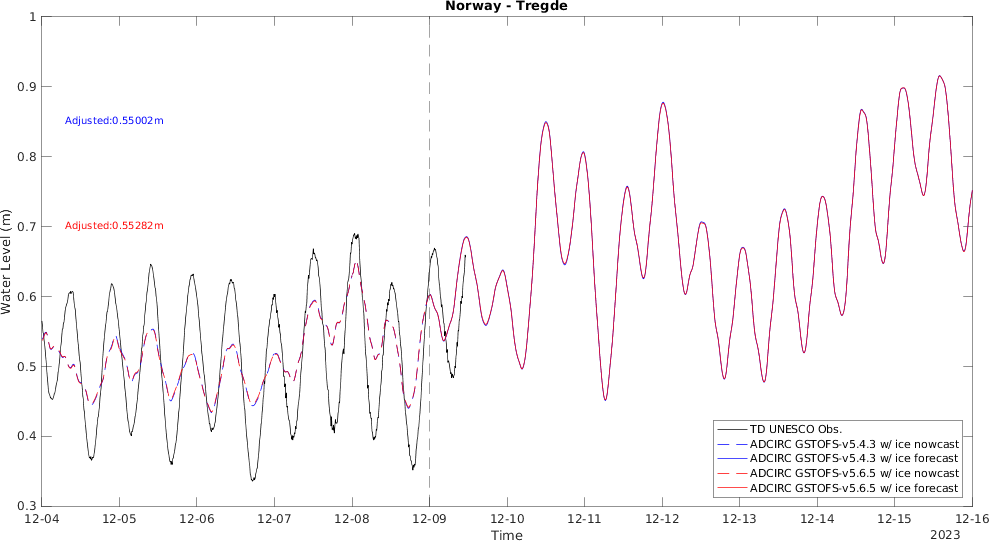 Norway - Tregde
1
0.9
0.8
0.7
0.6
0.5
0.4
0.3
Water Level (m)
Adjusted:0.55002m
Adjusted:0.55282m
TD UNESCO Obs.
ADCIRC GSTOFS-v5.4.3 w/ ice nowcast
ADCIRC GSTOFS-v5.4.3 w/ ice forecast
ADCIRC GSTOFS-v5.6.5 w/ ice nowcast
ADCIRC GSTOFS-v5.6.5 w/ ice forecast
12-04 12-05 12-06 12-07 12-08 12-09 12-10 12-11 12-12 12-13 12-14 12-15 12-16
Time
2023